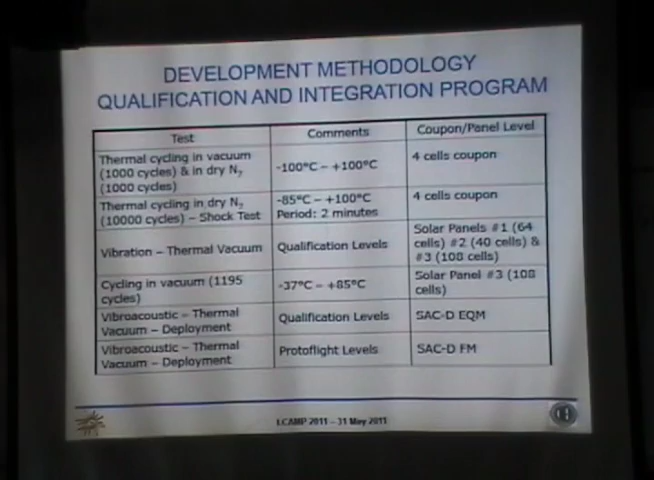 DEVELOPMENT METHODOLOGY
QUALIFICATION AND INTEGRATION PROGRAM
Test
Comments
Coupon/Panel Level
Thermal cycling in vacuum
(1000 cycles) & in dry N₂
(1000 cycles)
-100°C – +100°C
4 cells coupon
Thermal cycling in dry N₂
(10000 cycles) – Shock Test
-85°C – +100°C
Period: 2 minutes
4 cells coupon
Vibration – Thermal Vacuum
Qualification Levels
Solar Panels #1 (64
cells) #2 (40 cells) &
#3 (108 cells)
Cycling in vacuum (1195
cycles)
-37°C – +85°C
Solar Panel #3 (108
cells)
Vibroacoustic – Thermal
Vacuum – Deployment
Qualification Levels
SAC-D EQM
Vibroacoustic – Thermal
Vacuum – Deployment
Protoflight Levels
SAC-D FM
2011 – 31 May 2011